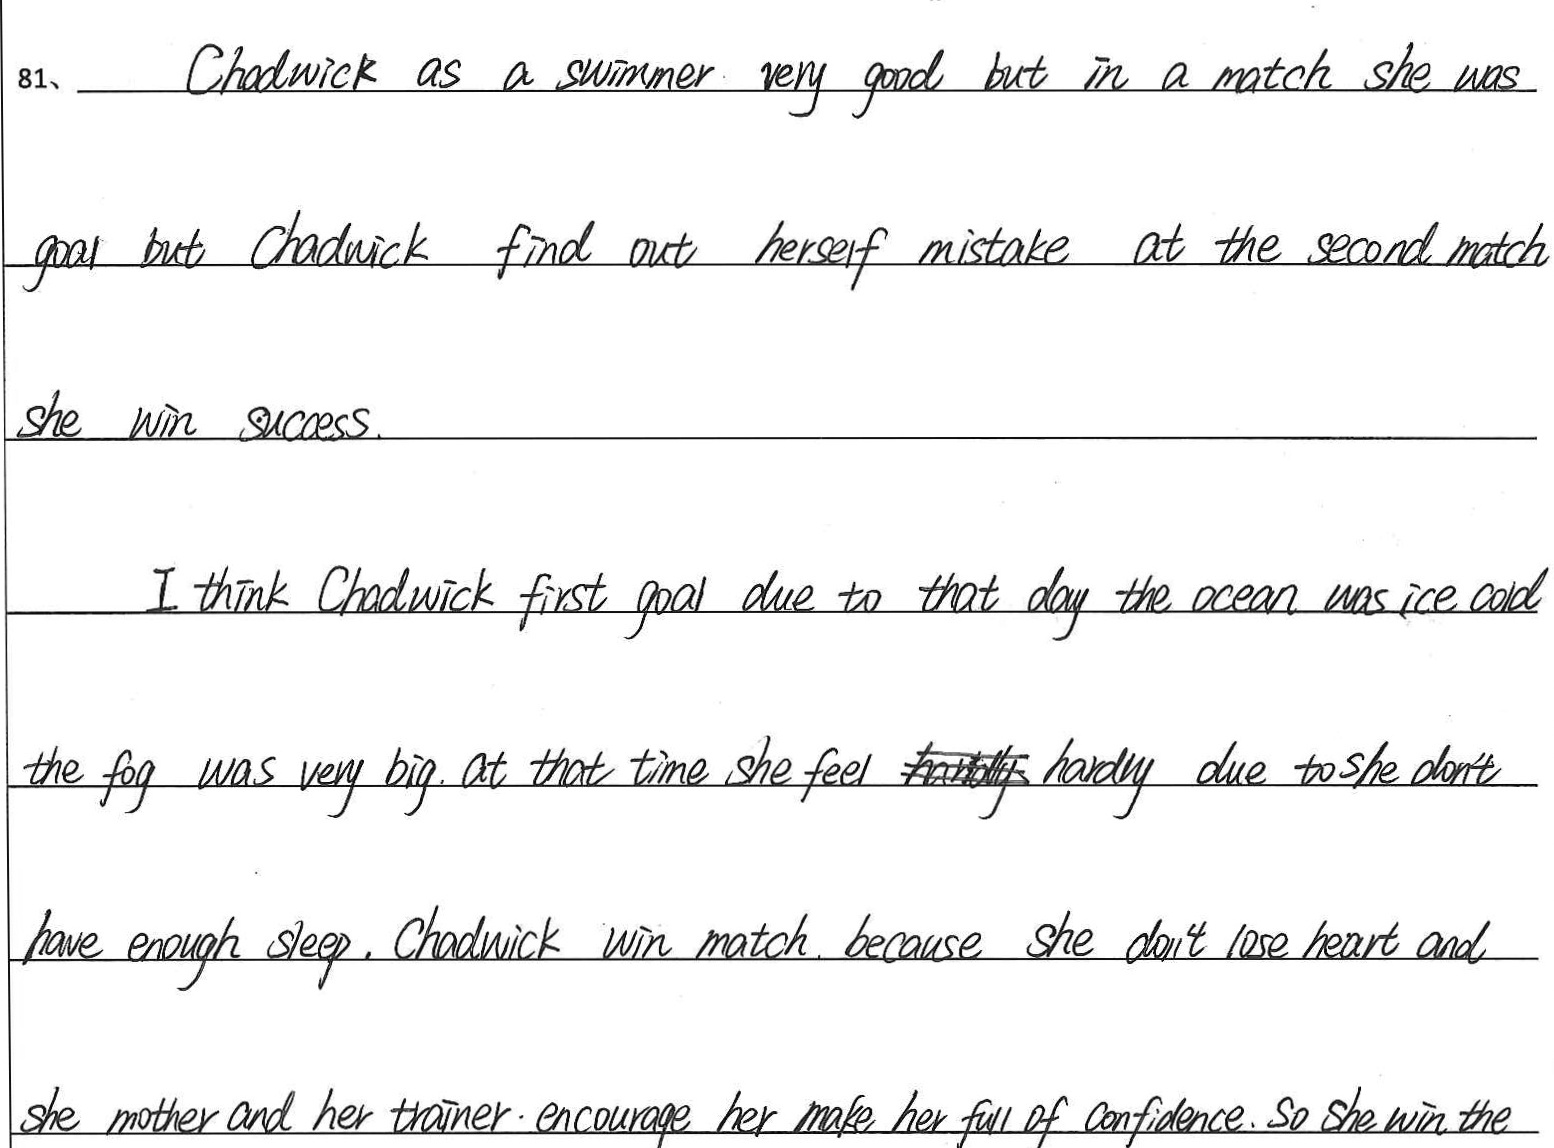 81、 Chadwick as a swimmer very good but in a match she was
goal but Chadwick find out herself mistake at the second match
she win success.
I think Chadwick first goal due to that day the ocean was ice cold
the fog was very big. at that time she feel hardly due to she don't
have enough sleep. Chadwick win match. because she don't lose heart and
she mother and her trainer. encourage her make her full of confidence. So she win the